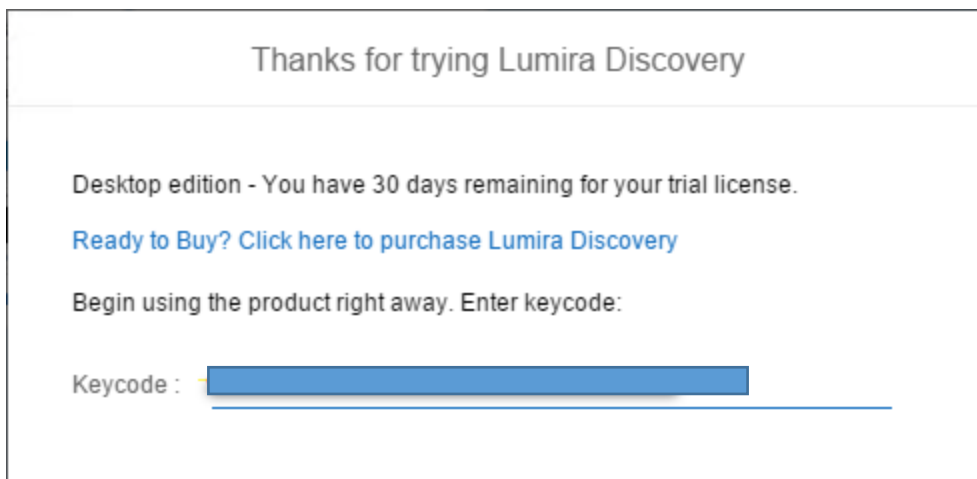 Thanks for trying Lumira Discovery
Desktop edition - You have 30 days remaining for your trial license.
Ready to Buy? Click here to purchase Lumira Discovery
Begin using the product right away. Enter keycode:
Keycode :